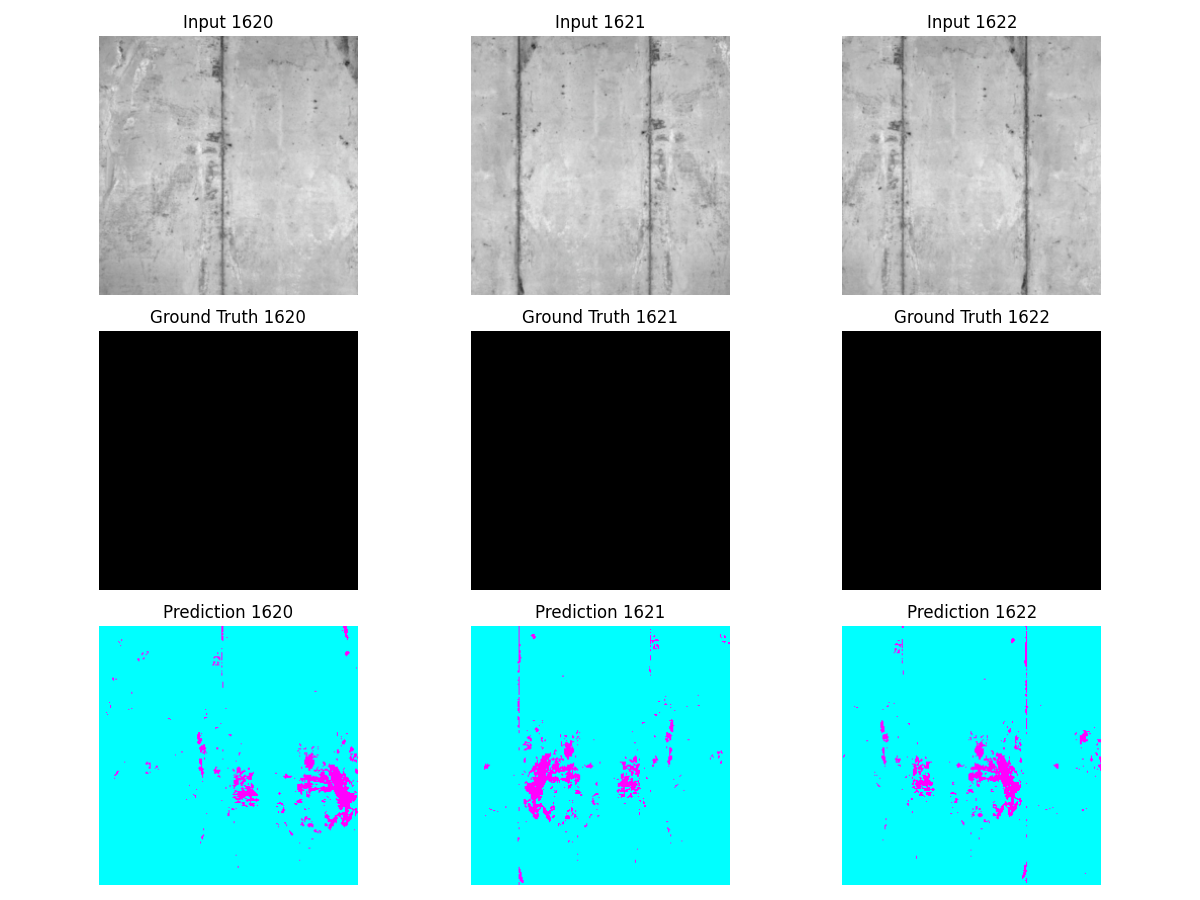 Input 1620
Input 1621
Input 1622
Ground Truth 1620
Ground Truth 1621
Ground Truth 1622
Prediction 1620
Prediction 1621
Prediction 1622